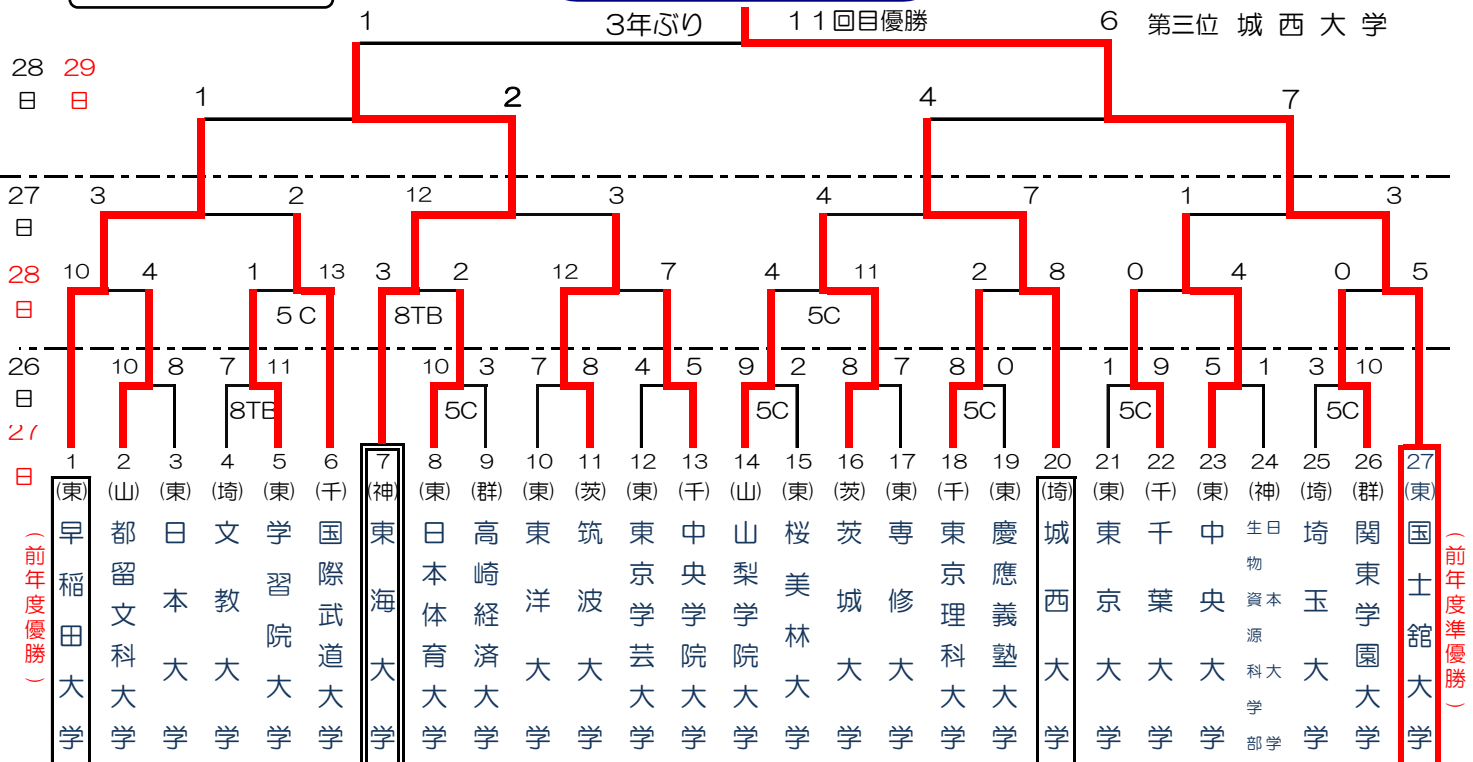 1 3年ぶり 11回目優勝 6 第三位 城西大学
28 29
日 日
1 2 4 7
27 3 2 12 3 4 7 1 3
日
28 10 4 1 13 3 2 12 7 4 11 2 8 0 4 0 5
日 5C 8TB 5C
26 10 8 7 11 10 3 7 8 4 5 9 2 8 7 8 0 1 9 5 1 3 10
日 8TB 5C 5C 5C 5C 5C
27
日
1 2 3 4 5 6 7 8 9 10 11 12 13 14 15 16 17 18 19 20 21 22 23 24 25 26 27
(東) (山) (東) (埼) (東) (千) (神) (東) (群) (東) (茨) (東) (千) (山) (東) (茨) (東) (千) (東) (埼) (東) (千) (東) (神) (埼) (群) (東)
(前年度優勝)
早稲田大学
都留文科大学
日本大学
文教大学
学習院大学
国際武道大学
東海大学
日本体育大学
高崎経済大学
東洋大学
筑波大学
東京学芸大学
中央学院大学
山梨学院大学
桜美林大学
茨城大学
専修大学
東京理科大学
慶應義塾大学
城西大学
東京大学
千葉大学
中央大学
日本大学
生物資源科学部
埼玉大学
関東学園大学
国士舘大学
(前年度準優勝)